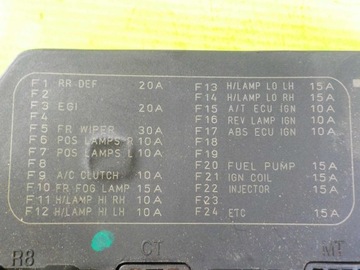 F1 RR DEF 20A
F2
F3 EGI 20A
F4
F5 FR WIPER 30A
F6 POS LAMPS R 10A
F7 POS LAMPS L 10A
F8
F9 A/C CLUTCH 10A
F10 FR FOG LAMP 15A
F11 H/LAMP HI RH 10A
F12 H/LAMP HI LH 10A
F13 H/LAMP LO LH 15A
F14 H/LAMP LO RH 15A
F15 A/T ECU IGN 10A
F16 REV LAMP IGN 10A
F17 ABS ECU IGN 10A
F18
F19
F20 FUEL PUMP 15A
F21 IGN COIL 15A
F22 INJECTOR 15A
F23
F24 ETC 15A
R8 CT MT